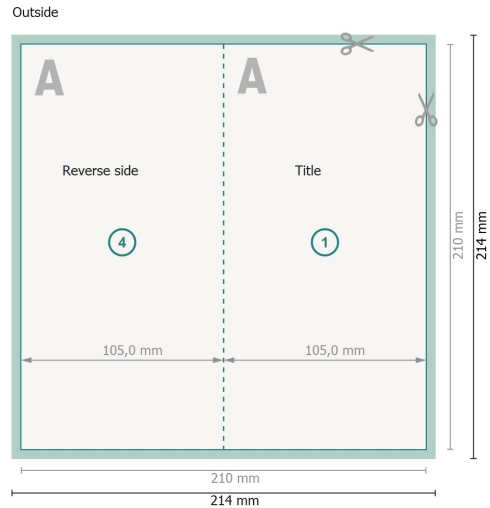 Outside
A
A
Reverse side
Title
4
1
210 mm
214 mm
105,0 mm
105,0 mm
210 mm
214 mm